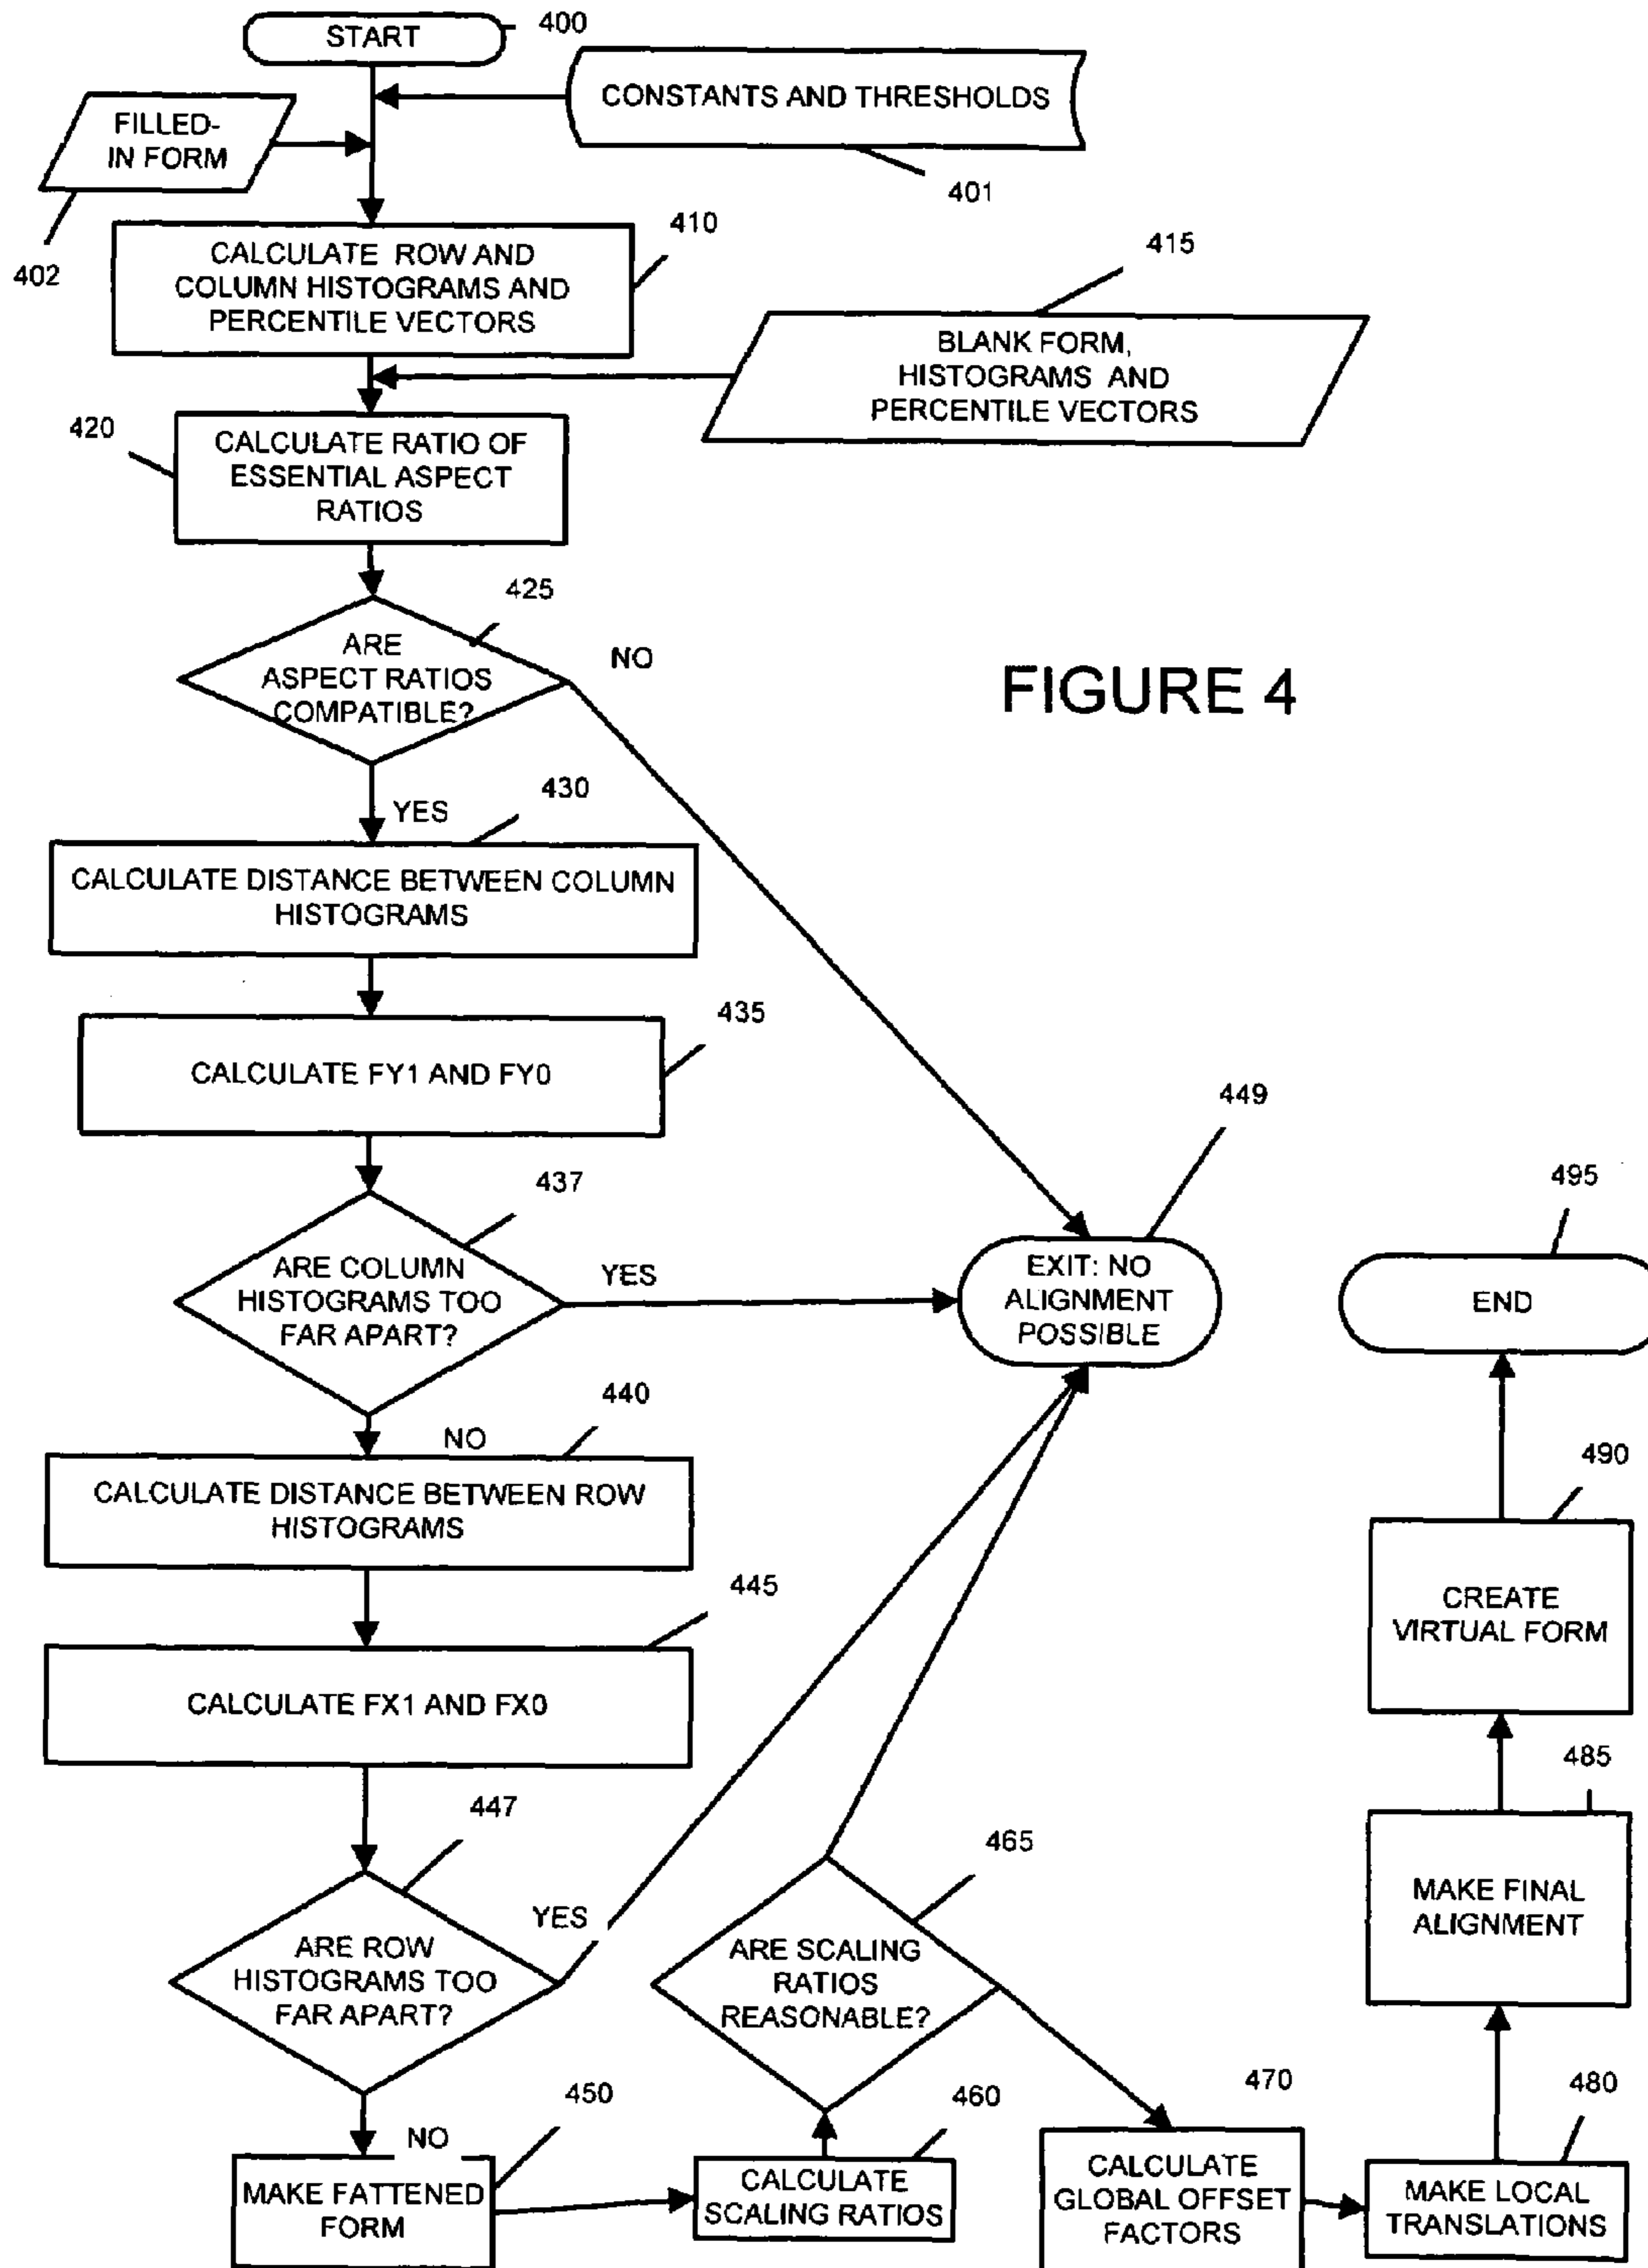 START
400
CONSTANTS AND THRESHOLDS
401
FILLED-
IN FORM
402
CALCULATE ROW AND
COLUMN HISTOGRAMS AND
PERCENTILE VECTORS
410
415
BLANK FORM,
HISTOGRAMS AND
PERCENTILE VECTORS
420
CALCULATE RATIO OF
ESSENTIAL ASPECT
RATIOS
425
ARE
ASPECT RATIOS
COMPATIBLE?
NO
FIGURE 4
YES
430
CALCULATE DISTANCE BETWEEN COLUMN
HISTOGRAMS
435
CALCULATE FY1 AND FY0
437
ARE COLUMN
HISTOGRAMS TOO
FAR APART?
YES
449
EXIT: NO
ALIGNMENT
POSSIBLE
495
END
NO
440
CALCULATE DISTANCE BETWEEN ROW
HISTOGRAMS
445
CALCULATE FX1 AND FX0
447
ARE ROW
HISTOGRAMS TOO
FAR APART?
YES
NO
450
MAKE FATTENED
FORM
460
CALCULATE
SCALING RATIOS
465
ARE SCALING
RATIOS
REASONABLE?
470
CALCULATE
GLOBAL OFFSET
FACTORS
480
MAKE LOCAL
TRANSLATIONS
485
MAKE FINAL
ALIGNMENT
490
CREATE
VIRTUAL FORM